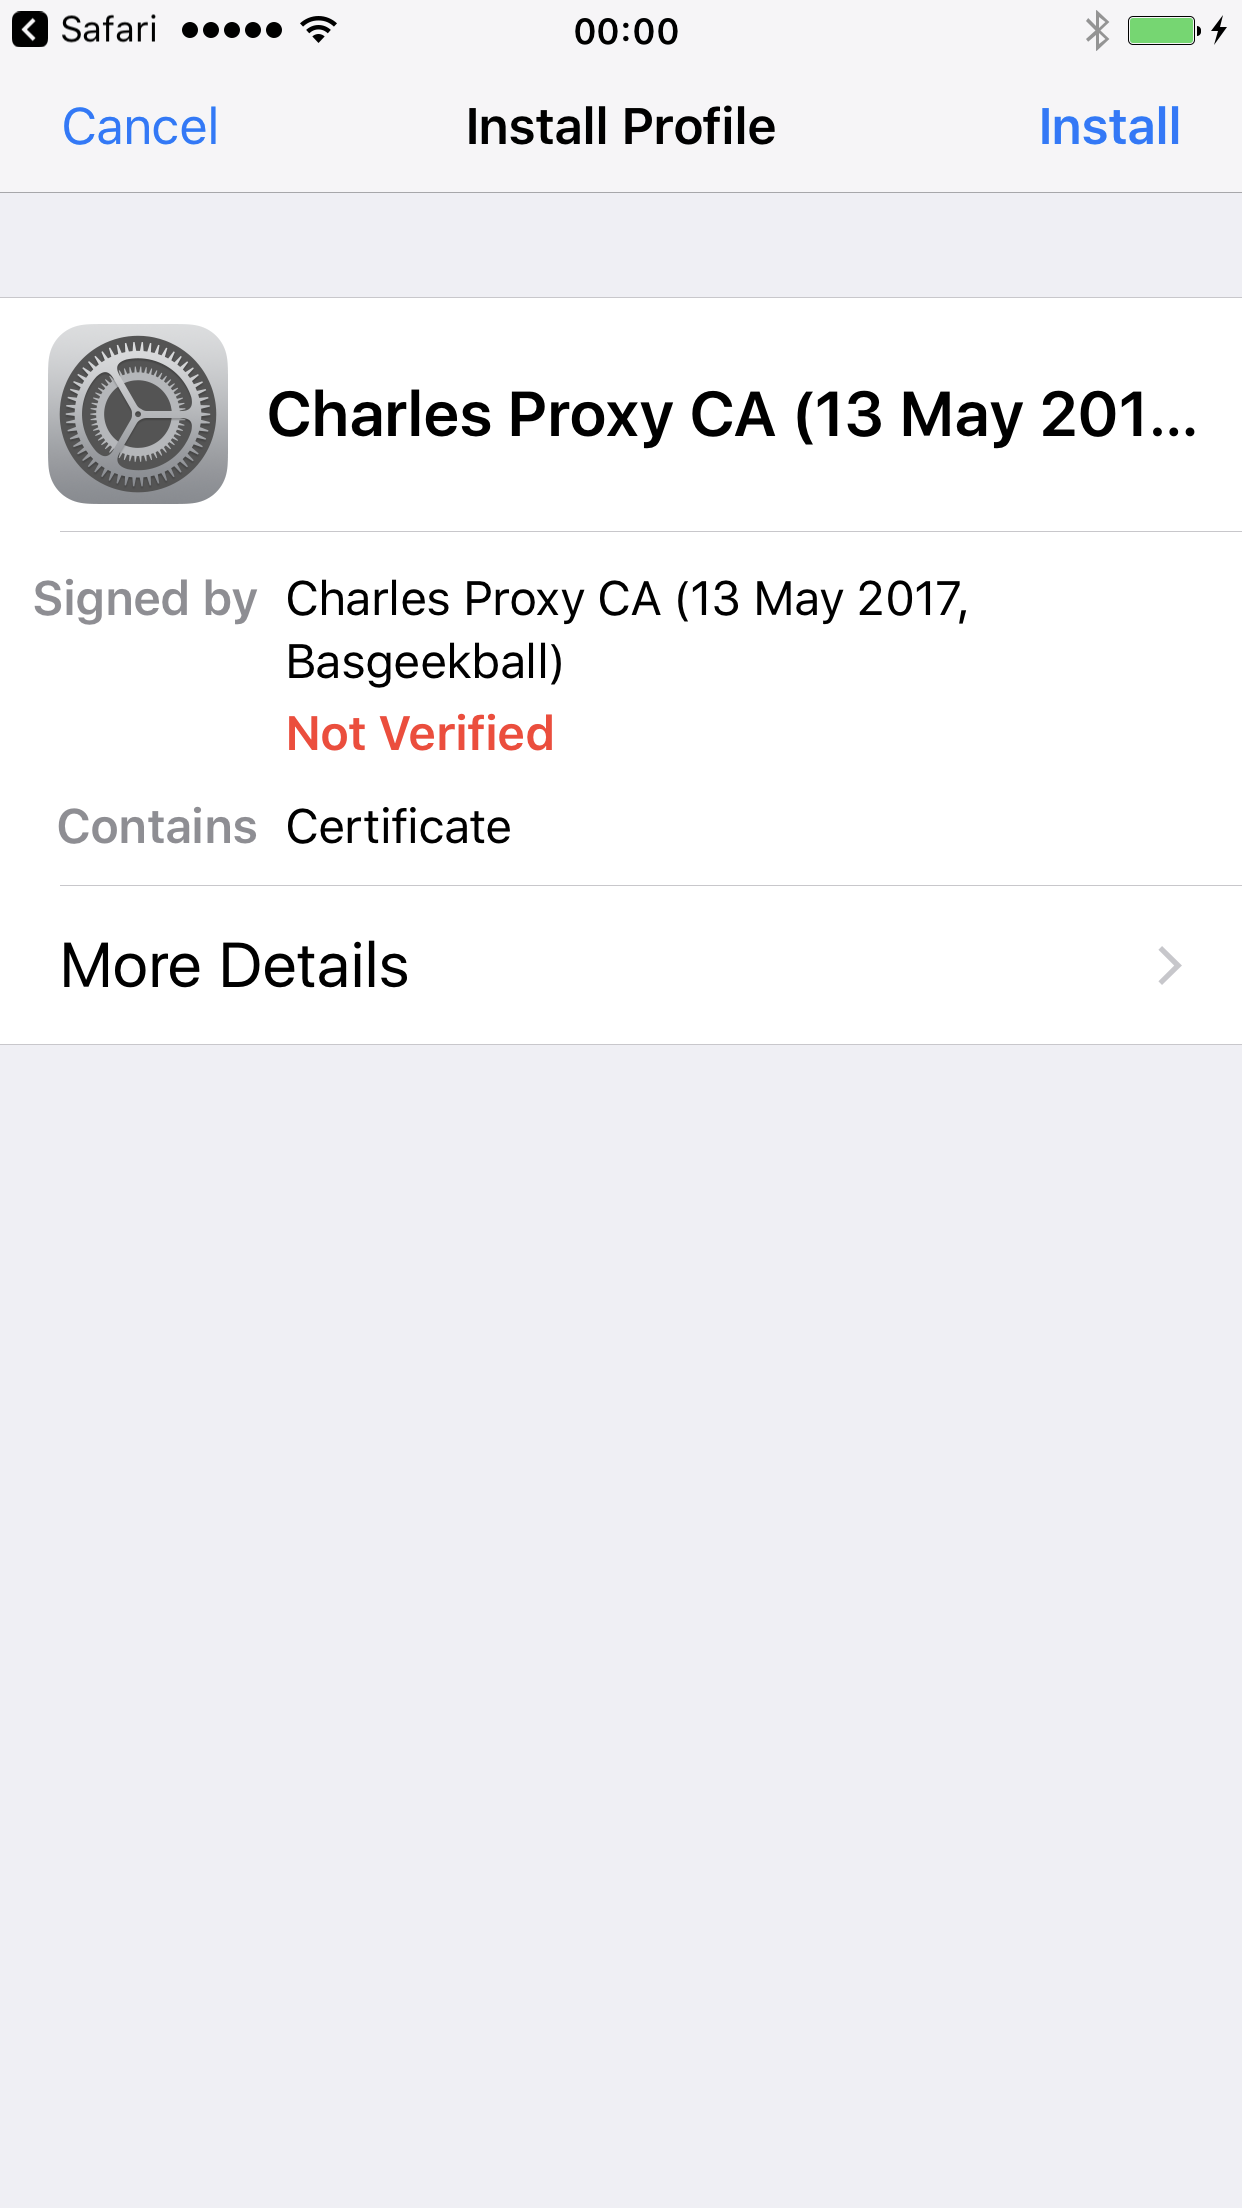 Safari
00:00
Cancel
Install Profile
Install
Charles Proxy CA (13 May 201...
Signed by
Charles Proxy CA (13 May 2017,
Basgeekball)
Not Verified
Contains
Certificate
More Details